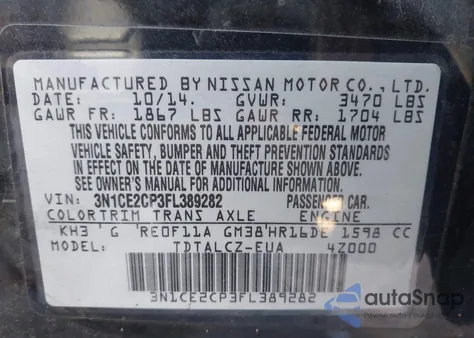 MANUFACTURED BY NISSAN MOTOR CO., LTD.
DATE: 10/14. GVWR: 3470 LBS
GAWR FR: 1867 LBS GAWR RR: 1704 LBS
THIS VEHICLE CONFORMS TO ALL APPLICABLE FEDERAL MOTOR
VEHICLE SAFETY, BUMPER AND THEFT PREVENTION STANDARDS
IN EFFECT ON THE DATE OF MANUFACTURE SHOWN ABOVE.
SEE OWNER'S MANUAL FOR ADDITIONAL INFORMATION.
VIN: 3N1CE2CP3FL389282 PASSENGER CAR.
COLORTRIM TRANS AXLE ENGINE
KH3 G RE0F11A GM38 HR16DE 1598 CC
MODEL: TDTALCZ-EUA 4Z000
3N1CE2CP3FL389282
autaSnap